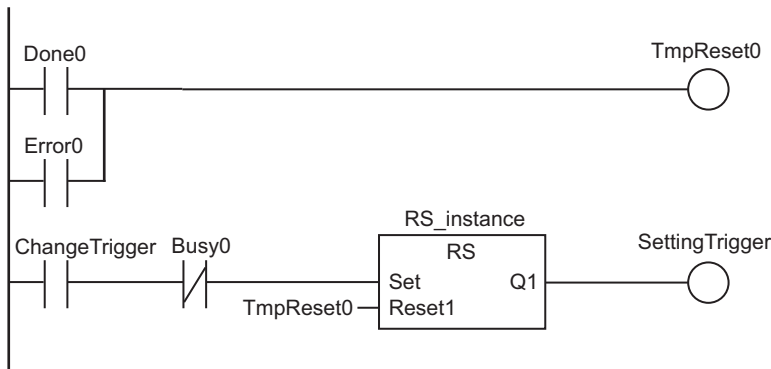 Done0
TmpReset0
Error0
RS_instance
ChangeTrigger
Busy0
RS
SettingTrigger
Set
Q1
TmpReset0
Reset1